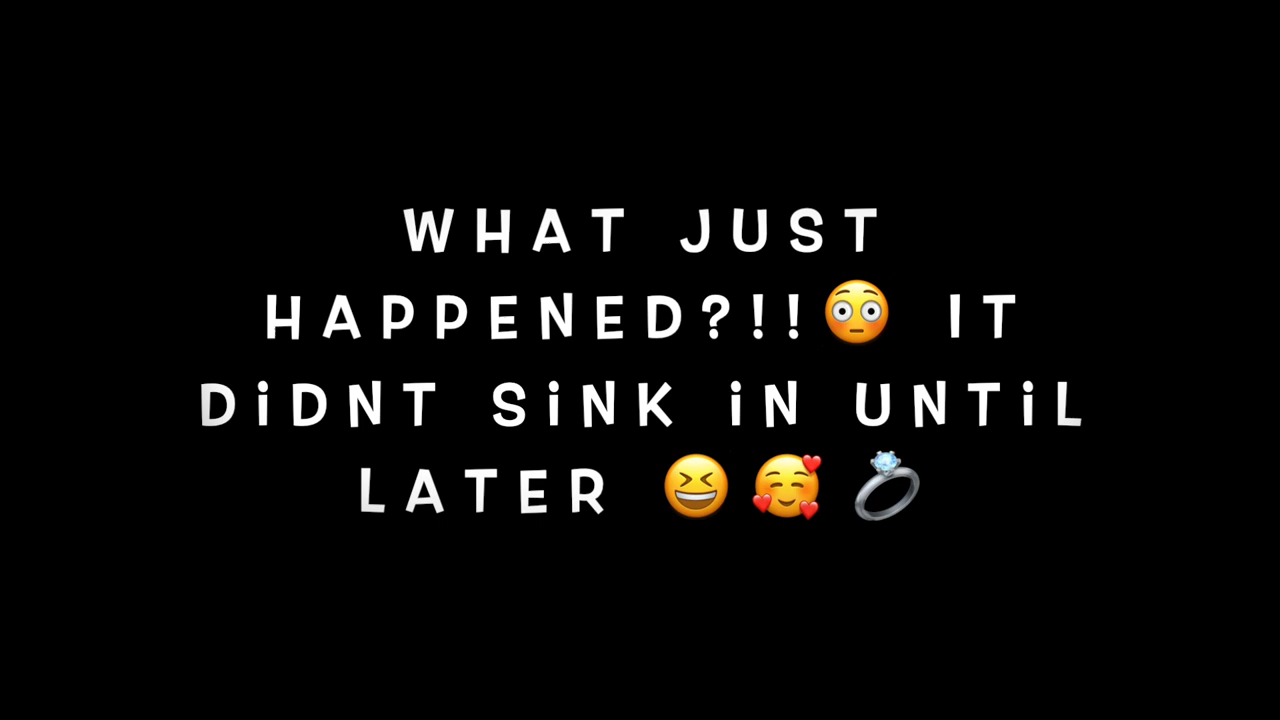 WHAT JUST
HAPPENED?!!😳 IT
DiDNT SiNK iN UNTiL
LATER 😆🥰💍